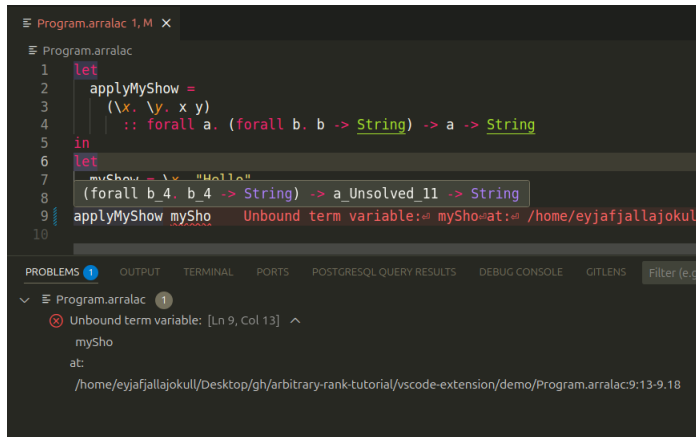 Program.arralac 1, M
Program.arralac
1 let
2 applyMyShow =
3 (\x. \y. x y)
4 :: forall a. (forall b. b -> String) -> a -> String
5 in
6 let
7 myShow = \x. "Hello"
8 (forall b_4. b_4 -> String) -> a_Unsolved_11 -> String
9 applyMyShow mySho Unbound term variable:⏎ mySho⏎at:⏎ /home/eyjafjallajokul
10
PROBLEMS 1 OUTPUT TERMINAL PORTS POSTGRESQL QUERY RESULTS DEBUG CONSOLE GITLENS Filter (e.g
Program.arralac 1
Unbound term variable: [Ln 9, Col 13]
mySho
at:
/home/eyjafjallajokull/Desktop/gh/arbitrary-rank-tutorial/vscode-extension/demo/Program.arralac:9:13-9.18